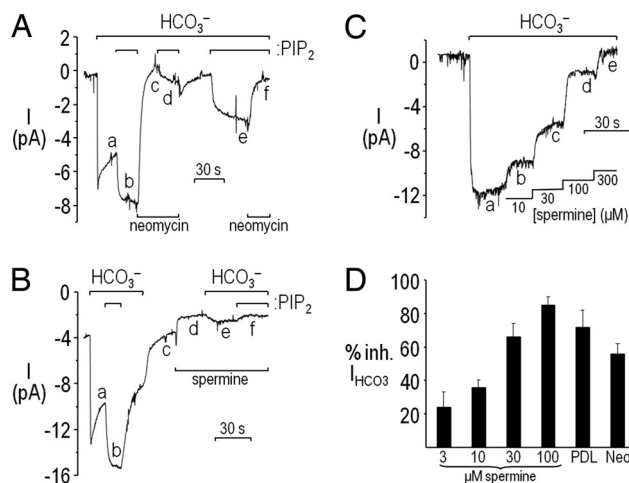 A
HCO₃⁻
:PIP₂
2
0
-2
-4
-6
-8
I
(pA)
a
b
c
d
e
f
30 s
neomycin
neomycin
B
HCO₃⁻
HCO₃⁻
:PIP₂
0
-4
-8
-12
-16
I
(pA)
a
b
c
d
e
f
spermine
30 s
C
HCO₃⁻
0
-4
-8
-12
I
(pA)
a
b
c
d
e
30 s
10
30
100
300
[spermine] (μM)
D
100
80
60
40
20
% inh.
I HCO3
3 10 30 100 PDL Neo
μM spermine